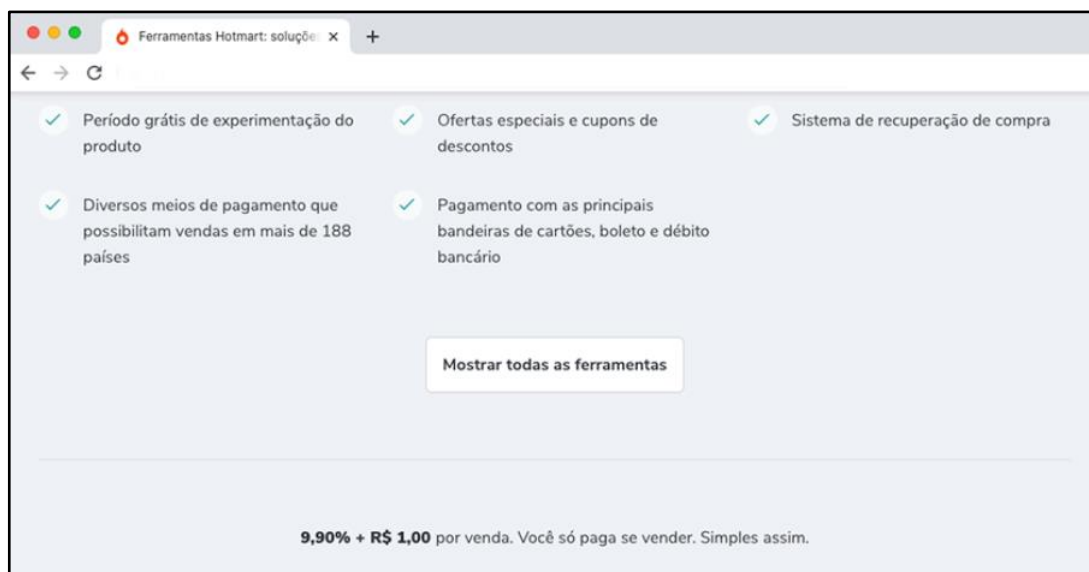 Ferramentas Hotmart: soluçõe
Período grátis de experimentação do
produto
Ofertas especiais e cupons de
descontos
Sistema de recuperação de compra
Diversos meios de pagamento que
possibilitam vendas em mais de 188
países
Pagamento com as principais
bandeiras de cartões, boleto e débito
bancário
Mostrar todas as ferramentas
9,90% + R$ 1,00 por venda. Você só paga se vender. Simples assim.